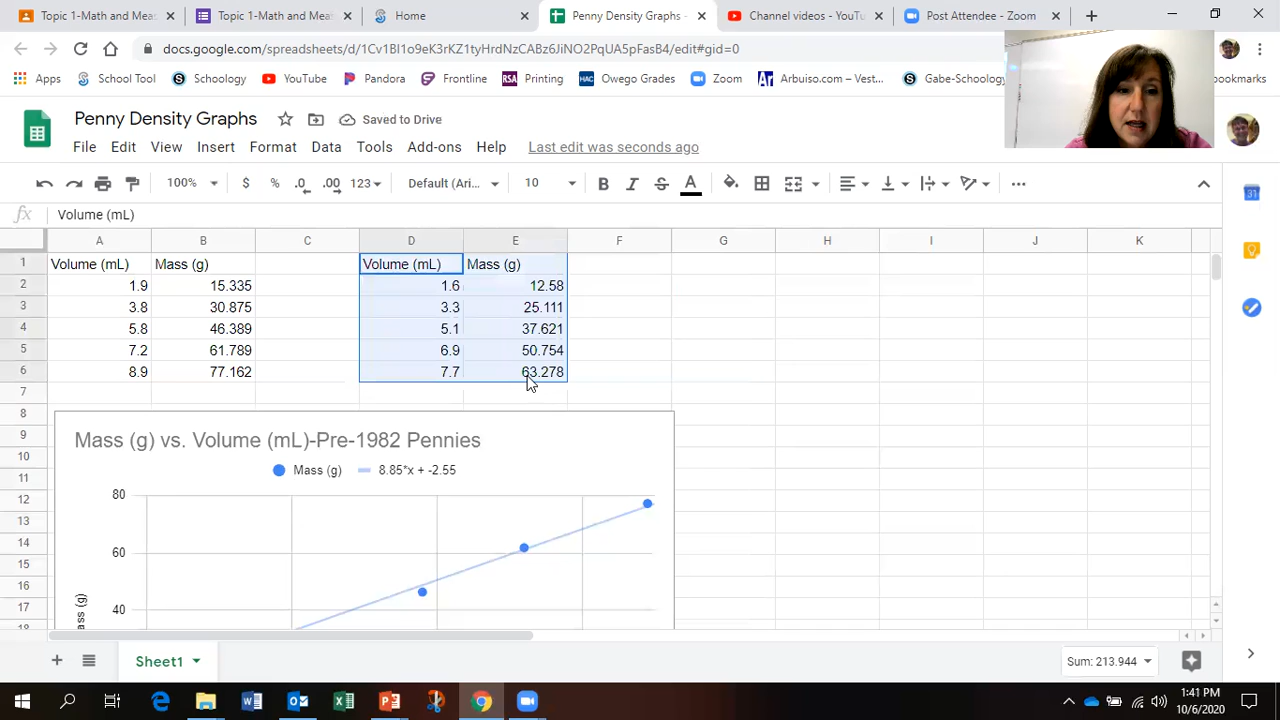 Topic 1-Math and Mea
Topic 1-Math and Mea
Home
Penny Density Graphs
Channel videos - YouTu
Post Attendee - Zoom
docs.google.com/spreadsheets/d/1Cv1Bl1o9eK3rKZ1tyHrdNzCABz6JiNO2PqUA5pFasB4/edit#gid=0
Apps
School Tool
Schoology
YouTube
Pandora
Frontline
RSA Printing
HAC Owego Grades
Zoom
Ar Arbuiso.com – Vest...
Gabe-Schoology
ookmarks
Penny Density Graphs
Saved to Drive
File Edit View Insert Format Data Tools Add-ons Help Last edit was seconds ago
100% $ % .0 .00 123 Default (Ari... 10 B I S A
fx Volume (mL)
A B C D E F G H I J K
1 Volume (mL) Mass (g) Volume (mL) Mass (g)
2 1.9 15.335 1.6 12.58
3 3.8 30.875 3.3 25.111
4 5.8 46.389 5.1 37.621
5 7.2 61.789 6.9 50.754
6 8.9 77.162 7.7 63.278
7
8
9
10
11
12
13
14
15
16
17
18
Mass (g) vs. Volume (mL)-Pre-1982 Pennies
Mass (g) 8.85*x + -2.55
80
60
40
ass (g)
Sheet1
Sum: 213.944
31
1:41 PM
10/6/2020